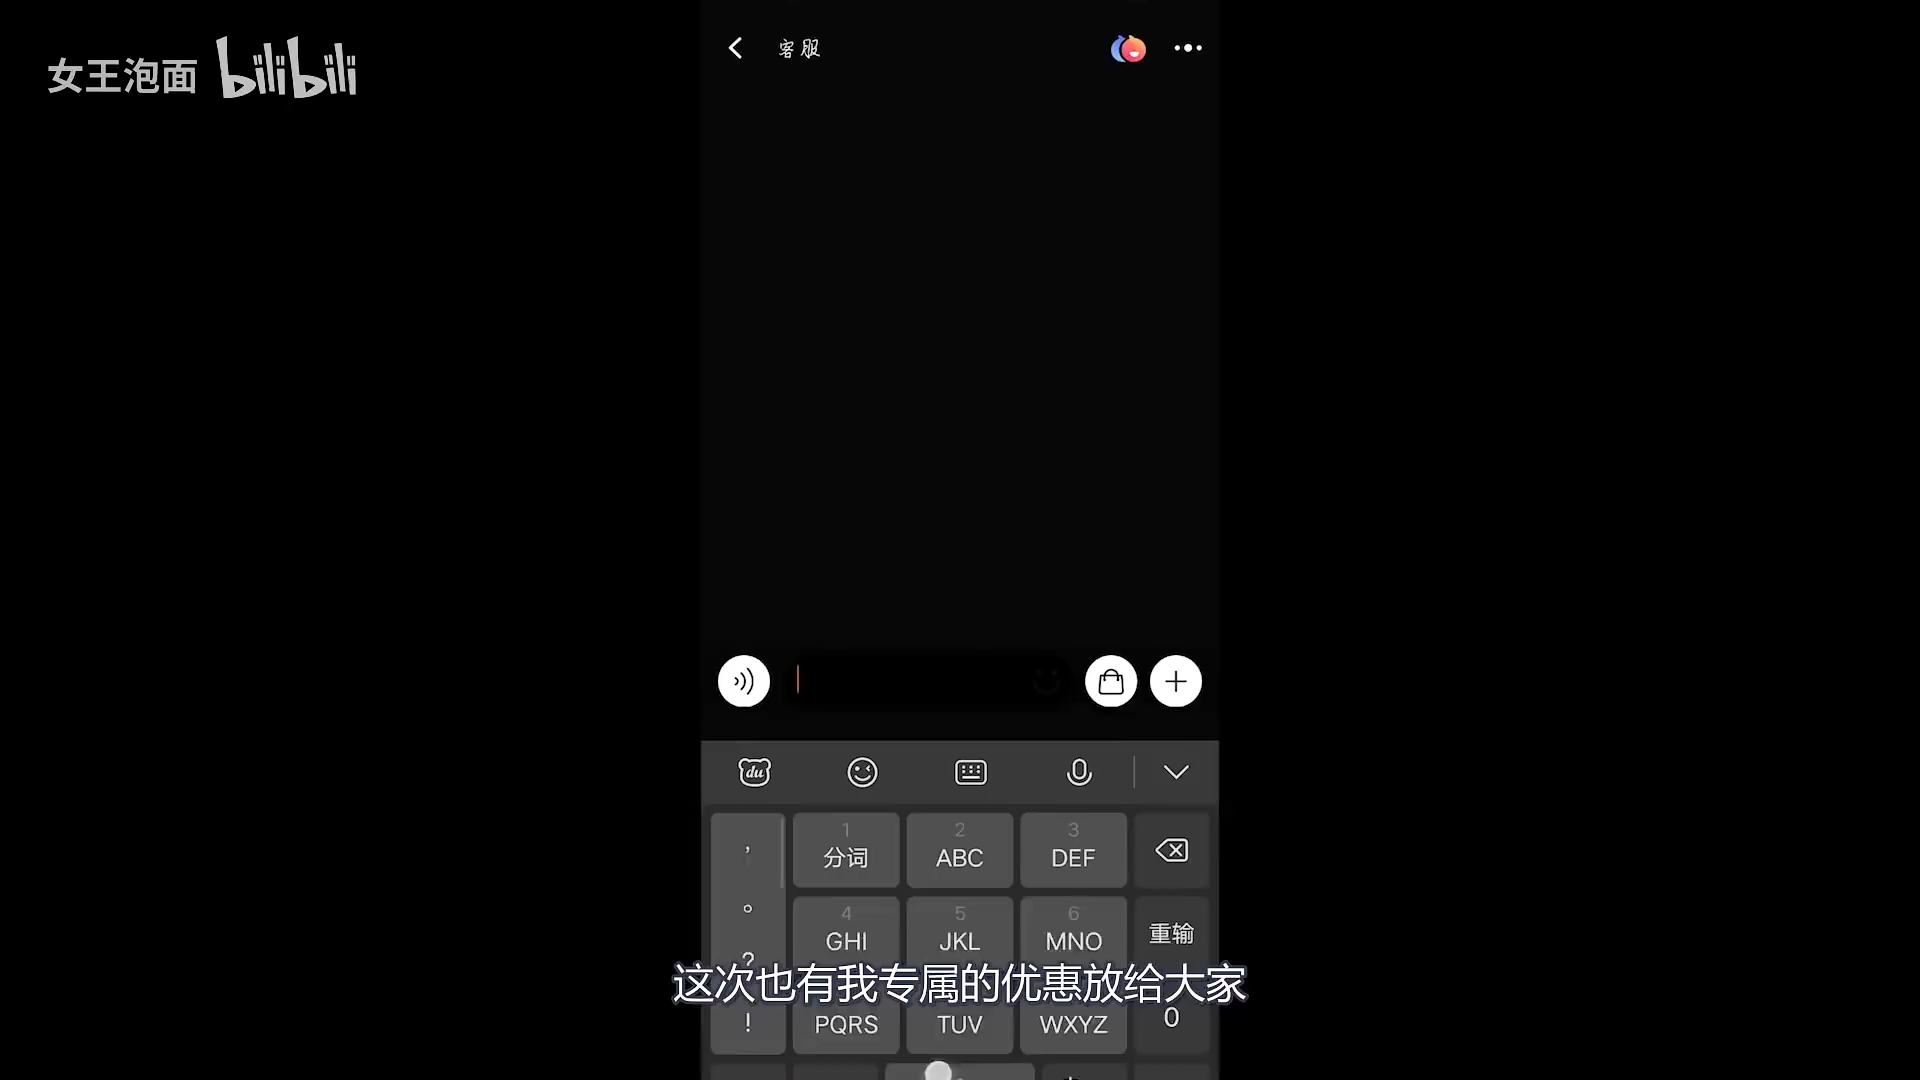 女王泡面 bilibili
客服
du
1 2 3
， 分词 ABC DEF
。
4 5 6
GHI JKL MNO 重输
?
这次也有我专属的优惠放给大家
! PQRS TUV WXYZ 0